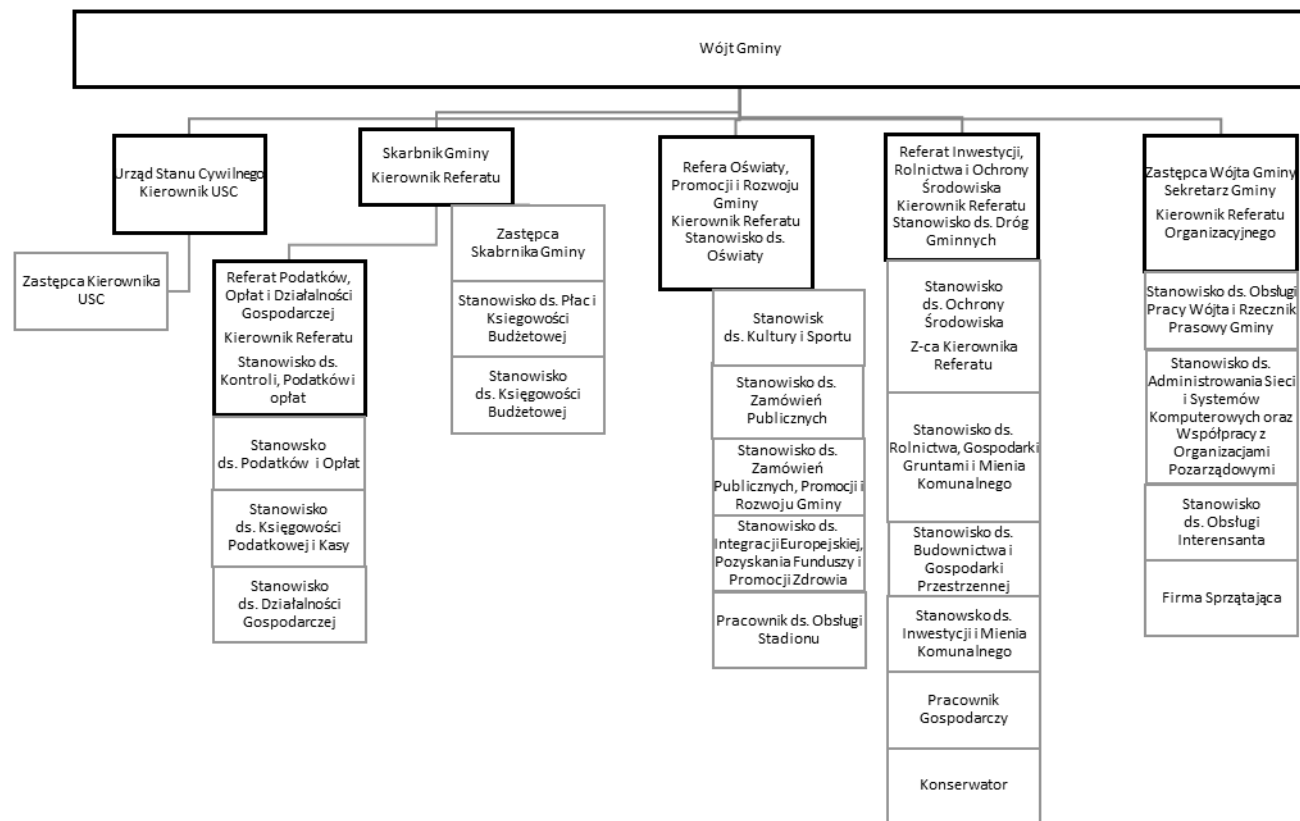 Wójt Gminy
Urząd Stanu Cywilnego
Kierownik USC
Zastępca Kierownika
USC
Skarbnik Gminy
Kierownik Referatu
Zastępca
Skabrnika Gminy
Stanowisko ds. Płac i
Ksiegowości
Budżetowej
Stanowisko
ds. Księgowości
Budżetowej
Referat Podatków,
Opłat i Działalności
Gospodarczej
Kierownik Referatu
Stanowisko ds.
Kontroli, Podatków i
opłat
Stanowsko
ds. Podatków i Opłat
Stanowisko
ds. Księgowości
Podatkowej i Kasy
Stanowisko
ds. Działalności
Gospodarczej
Refera Oświaty,
Promocji i Rozwoju
Gminy
Kierownik Referatu
Stanowisko ds.
Oświaty
Stanowisk
ds. Kultury i Sportu
Stanowisko ds.
Zamówień
Publicznych
Stanowisko ds.
Zamówień
Publicznych, Promocji i
Rozwoju Gminy
Stanowisko ds.
Integracji Europejskiej,
Pozyskania Funduszy i
Promocji Zdrowia
Pracownik ds. Obsługi
Stadionu
Referat Inwestycji,
Rolnictwa i Ochrony
Środowiska
Kierownik Referatu
Stanowisko ds. Dróg
Gminnych
Stanowisko
ds. Ochrony
Środowiska
Z-ca Kierownika
Referatu
Stanowisko ds.
Rolnictwa, Gospodarki
Gruntami i Mienia
Komunalnego
Stanowisko ds.
Budownictwa i
Gospodarki
Przestrzennej
Stanowsko ds.
Inwestycji i Mienia
Komunalnego
Pracownik
Gospodarczy
Konserwator
Zastępca Wójta Gminy
Sekretarz Gminy
Kierownik Referatu
Organizacyjnego
Stanowisko ds. Obsługi
Pracy Wójta i Rzecznik
Prasowy Gminy
Stanowisko ds.
Administrowania Sieci
i Systemów
Komputerowych oraz
Współpracy z
Organizacjami
Pozarządowymi
Stanowisko
ds. Obsługi
Interensanta
Firma Sprzątająca